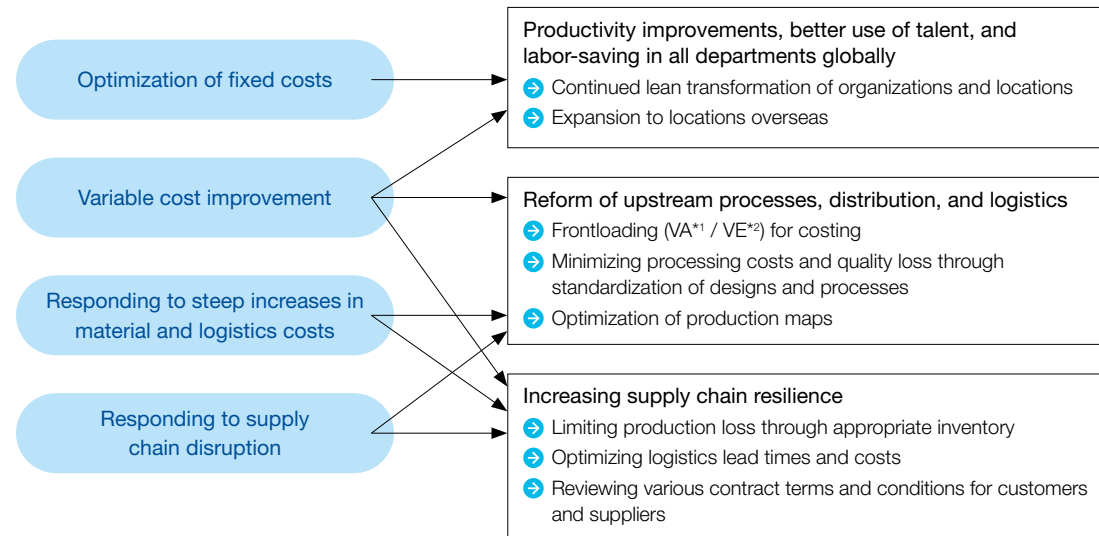 Optimization of fixed costs
Variable cost improvement
Responding to steep increases in
material and logistics costs
Responding to supply
chain disruption
Productivity improvements, better use of talent, and
labor-saving in all departments globally
Continued lean transformation of organizations and locations
Expansion to locations overseas
Reform of upstream processes, distribution, and logistics
Frontloading (VA*1 / VE*2) for costing
Minimizing processing costs and quality loss through
standardization of designs and processes
Optimization of production maps
Increasing supply chain resilience
Limiting production loss through appropriate inventory
Optimizing logistics lead times and costs
Reviewing various contract terms and conditions for customers
and suppliers